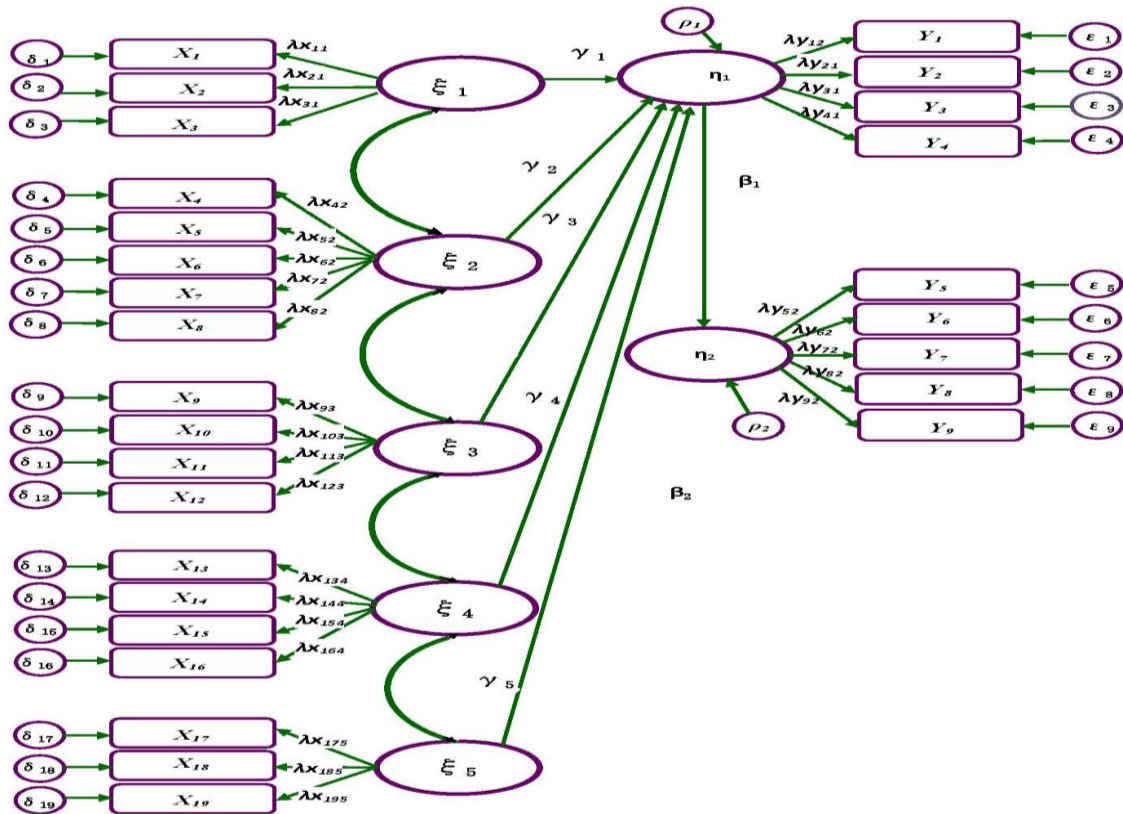 ρ₁
δ ₁ X₁ λx₁₁ ξ ₁ γ ₁ η₁ λy₁₂ Y₁ ε ₁
δ ₂ X₂ λx₂₁ λy₂₁ Y₂ ε ₂
δ ₃ X₃ λx₃₁ λy₃₁ Y₃ ε ₃
λy₄₁ Y₄ ε ₄
γ ₂
β₁
δ ₄ X₄ λx₄₂
δ ₅ X₅ λx₅₂ ξ ₂ γ ₃
δ ₆ X₆ λx₆₂
δ ₇ X₇ λx₇₂
δ ₈ X₈ λx₈₂
λy₅₂ Y₅ ε ₅
λy₆₂ Y₆ ε ₆
η₂ λy₇₂ Y₇ ε ₇
λy₈₂ Y₈ ε ₈
λy₉₂ Y₉ ε ₉
ρ₂
δ ₉ X₉ λx₉₃
δ ₁₀ X₁₀ λx₁₀₃ ξ ₃ γ ₄
δ ₁₁ X₁₁ λx₁₁₃
δ ₁₂ X₁₂ λx₁₂₃
β₂
δ ₁₃ X₁₃ λx₁₃₄
δ ₁₄ X₁₄ λx₁₄₄ ξ ₄
δ ₁₅ X₁₅ λx₁₅₄
δ ₁₆ X₁₆ λx₁₆₄
γ ₅
δ ₁₇ X₁₇ λx₁₇₅
δ ₁₈ X₁₈ λx₁₈₅ ξ ₅
δ ₁₉ X₁₉ λx₁₉₅